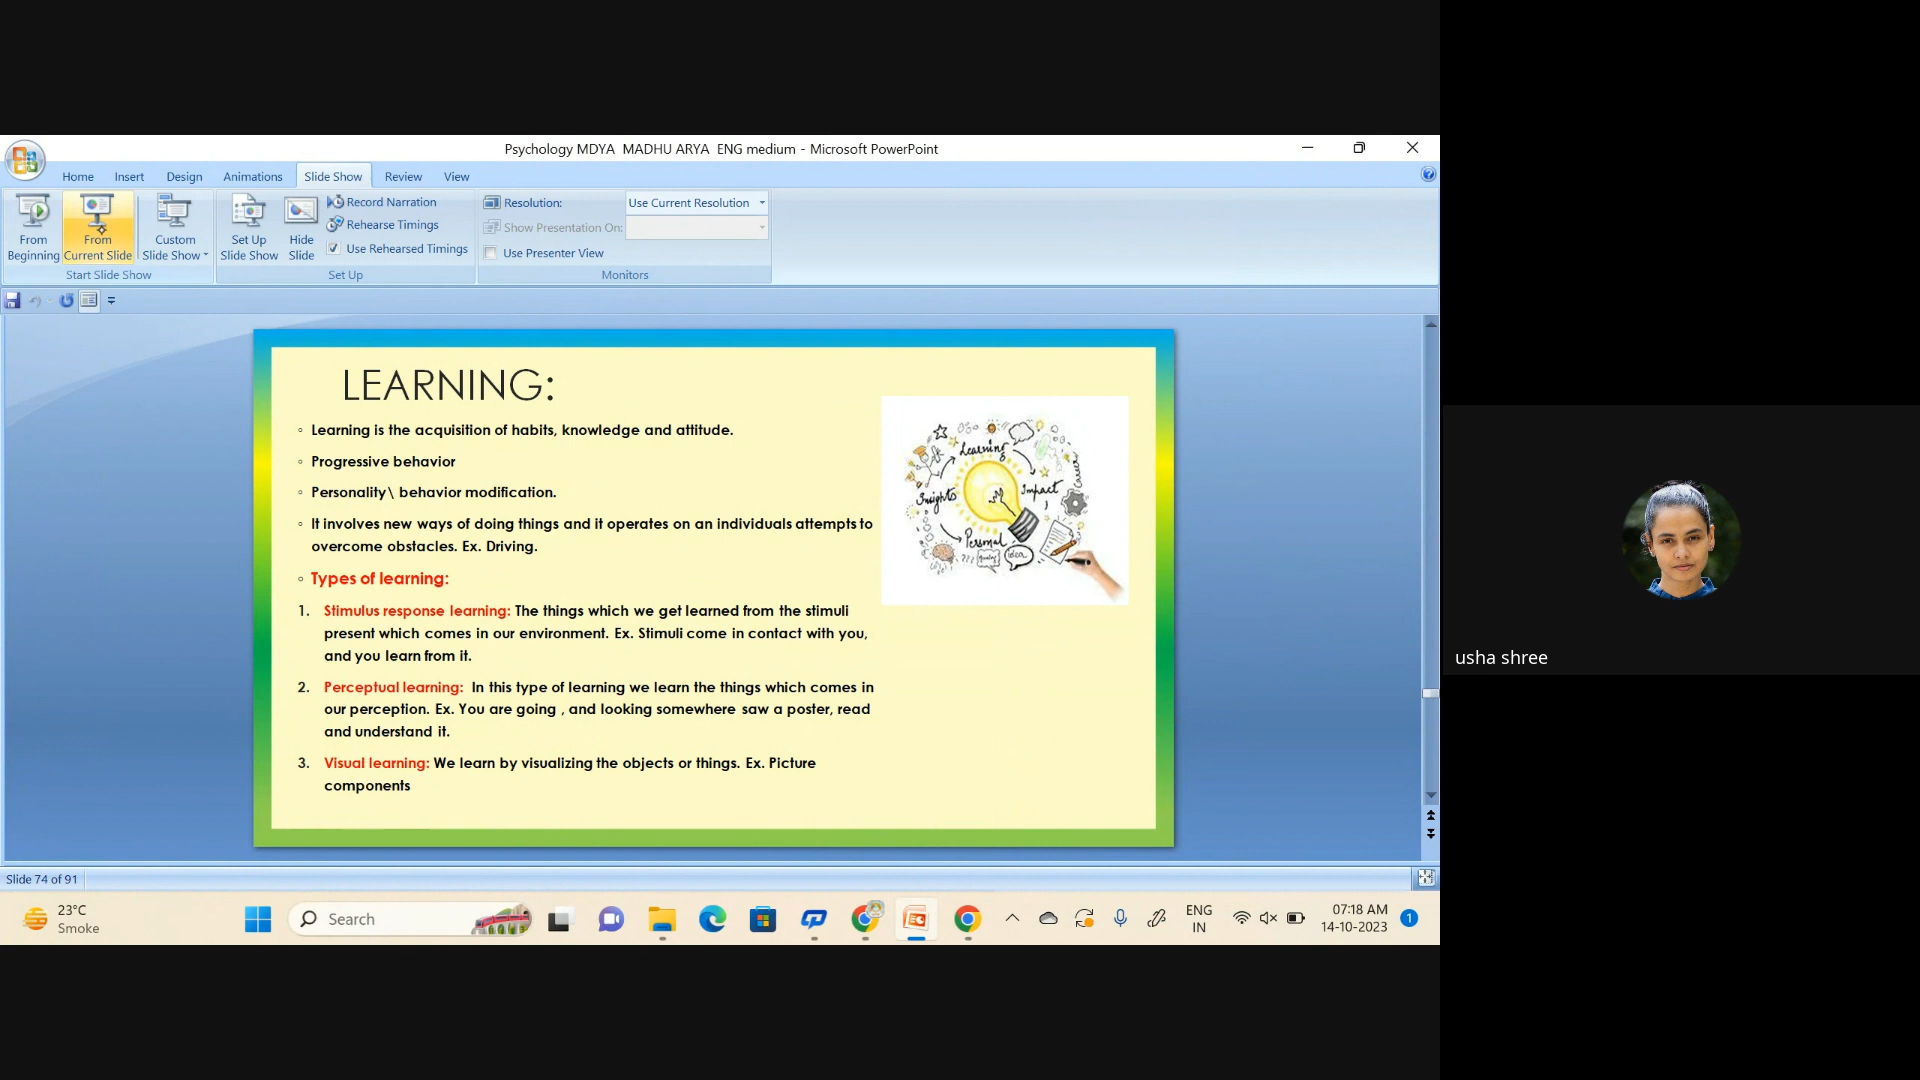 Psychology MDYA  MADHU ARYA  ENG medium - Microsoft PowerPoint
Home Insert Design Animations Slide Show Review View
From Beginning
From Current Slide
Custom Slide Show
Start Slide Show
Set Up Slide Show
Hide Slide
Record Narration
Rehearse Timings
Use Rehearsed Timings
Set Up
Resolution: Use Current Resolution
Show Presentation On:
Use Presenter View
Monitors
LEARNING:
◦ Learning is the acquisition of habits, knowledge and attitude.
◦ Progressive behavior
◦ Personality\ behavior modification.
◦ It involves new ways of doing things and it operates on an individuals attempts to
overcome obstacles. Ex. Driving.
◦ Types of learning:
1. Stimulus response learning: The things which we get learned from the stimuli
present which comes in our environment. Ex. Stimuli come in contact with you,
and you learn from it.
2. Perceptual learning:  In this type of learning we learn the things which comes in
our perception. Ex. You are going , and looking somewhere saw a poster, read
and understand it.
3. Visual learning: We learn by visualizing the objects or things. Ex. Picture
components
Learning
Insights
Impact
Personal
idea
usha shree
Slide 74 of 91
23°C
Smoke
Search
ENG
IN
07:18 AM
14-10-2023
1